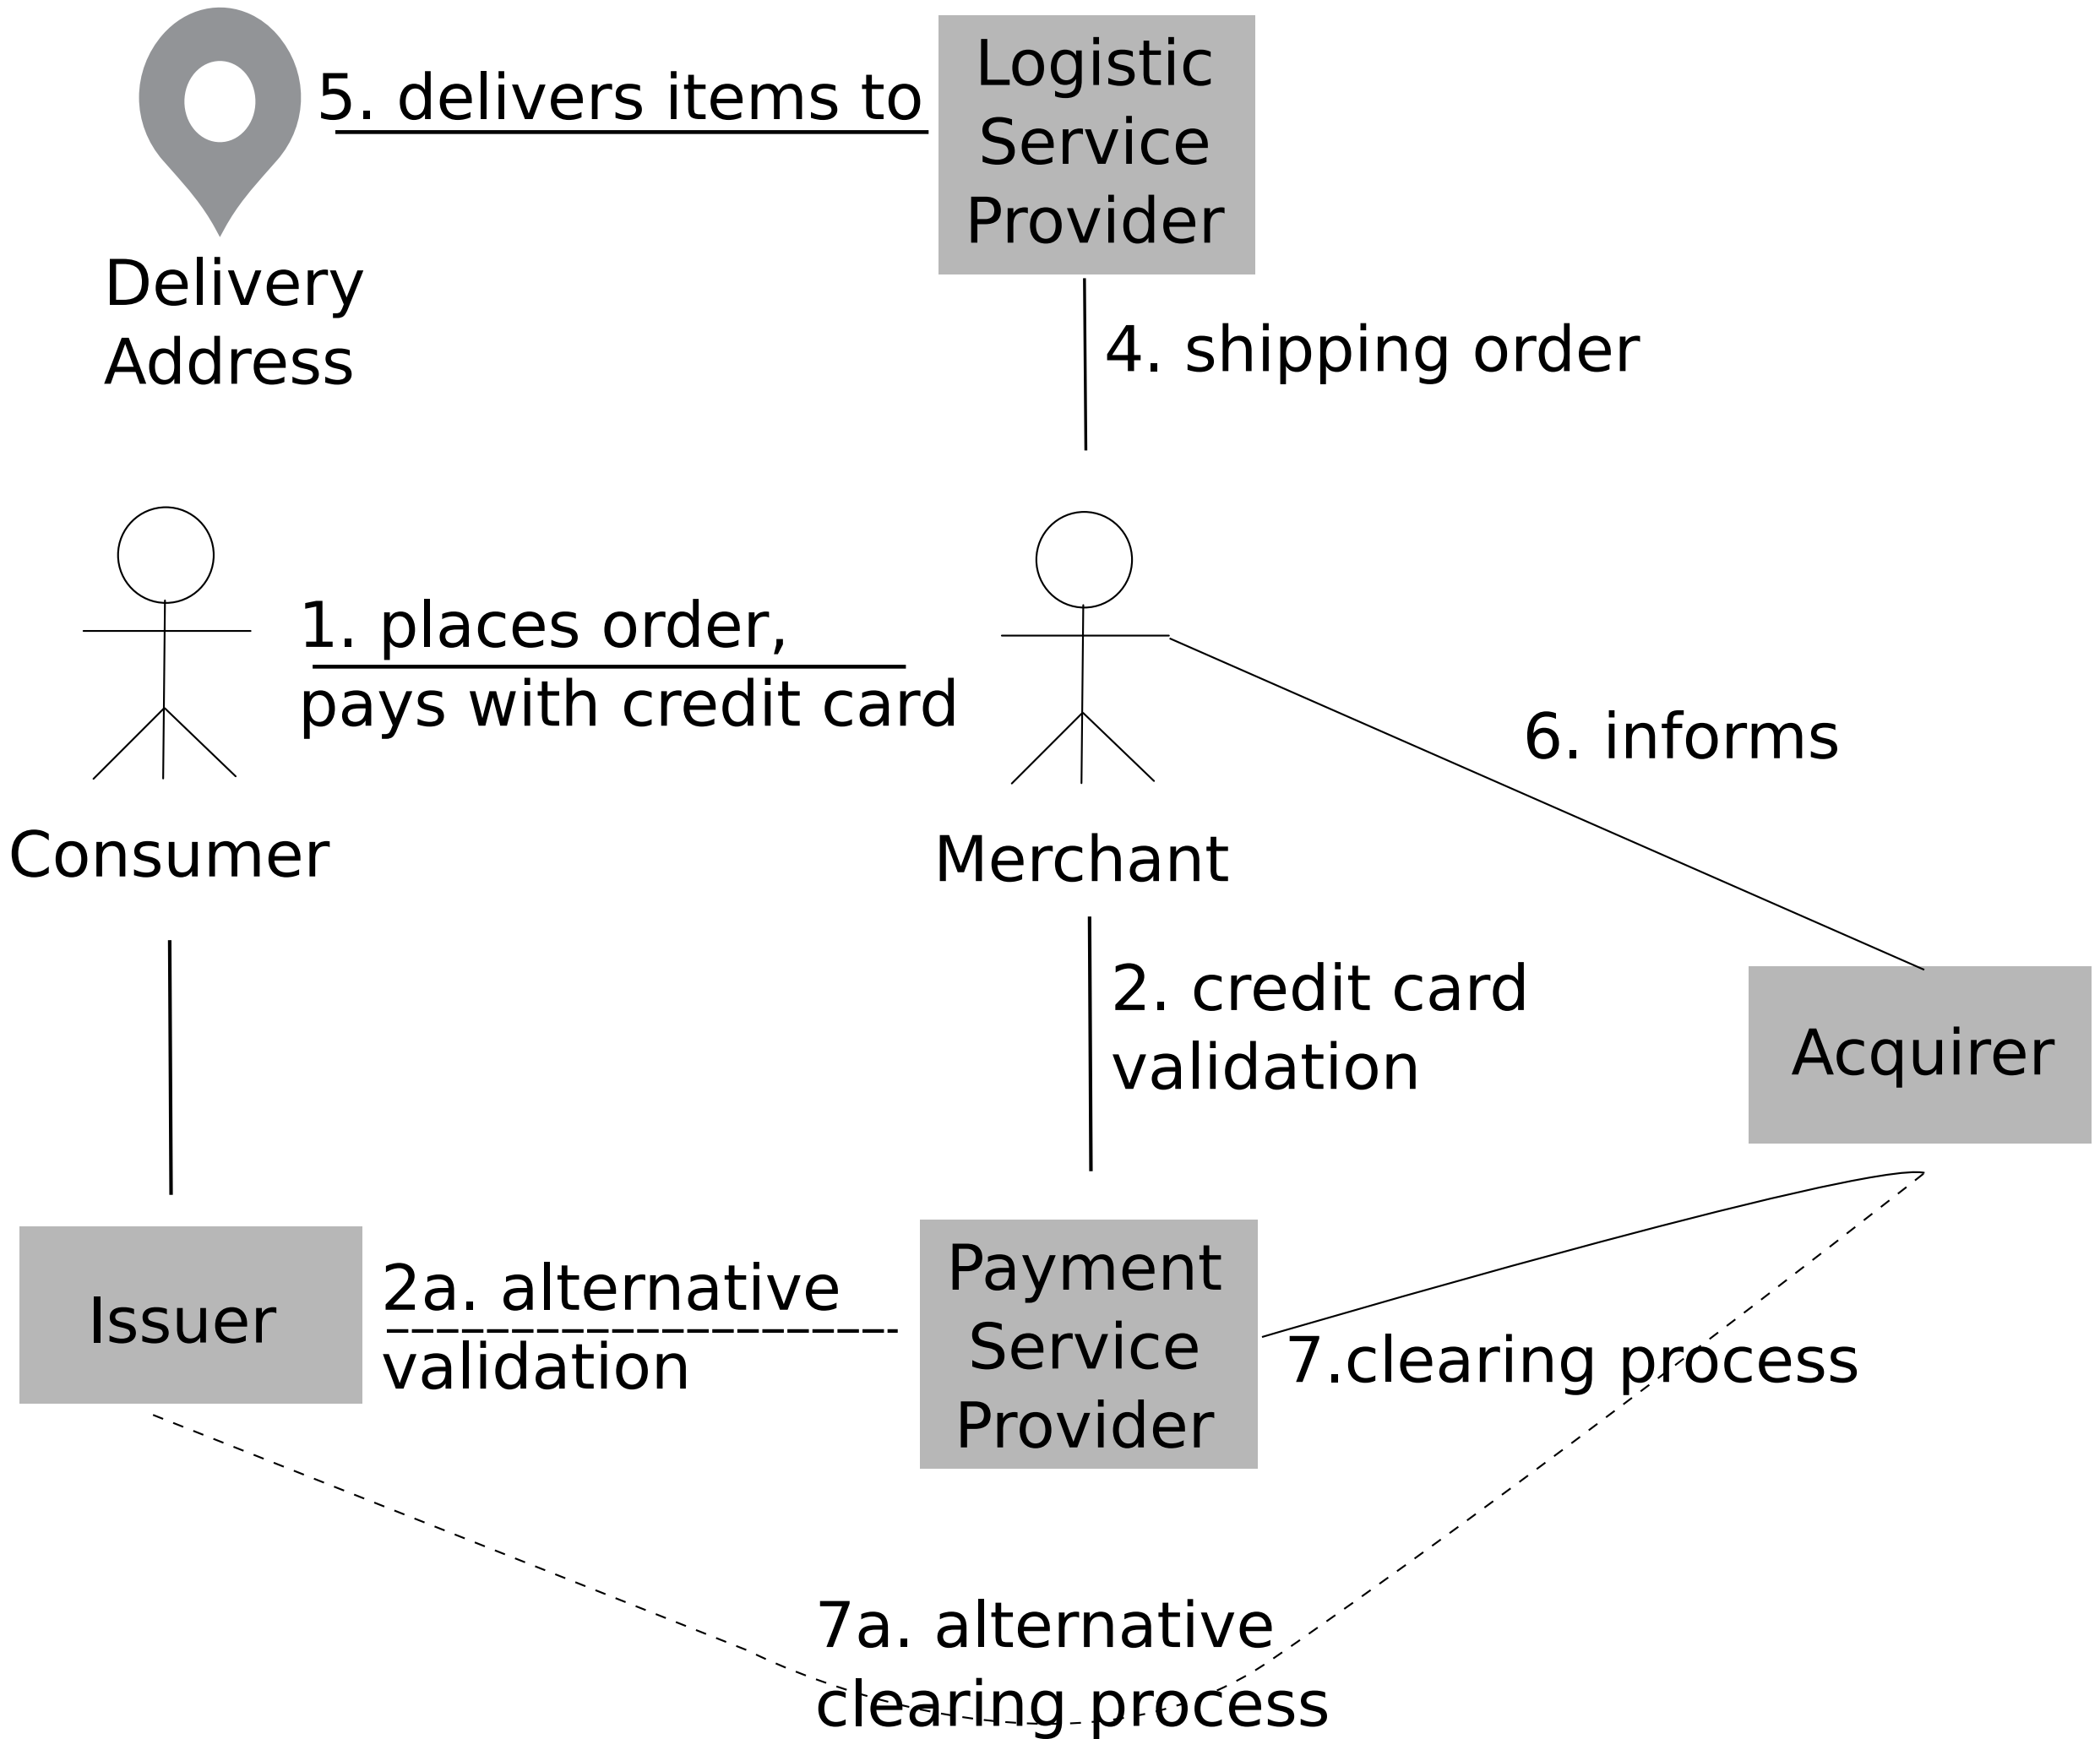 5. delivers items to
Logistic
Service
Provider
Delivery
Address
4. shipping order
1. places order,
pays with credit card
6. informs
Consumer
Merchant
2. credit card
validation
Acquirer
Issuer
2a. alternative
validation
Payment
Service
Provider
7.clearing process
7a. alternative
clearing process